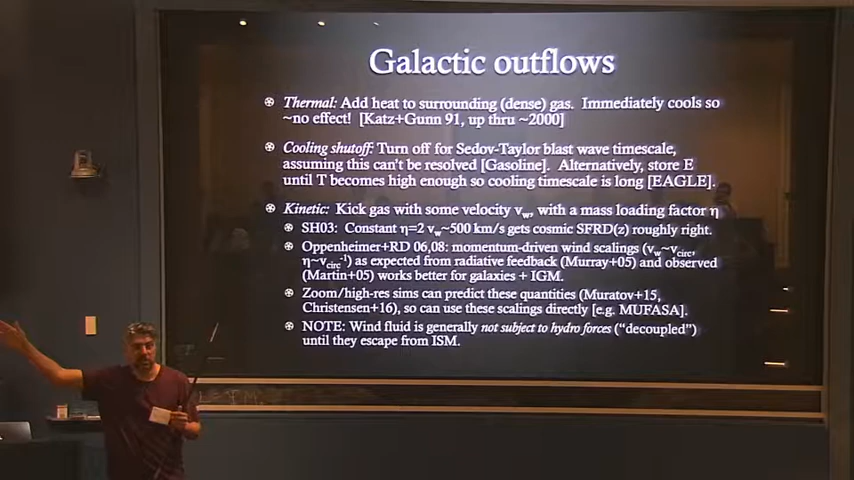 Galactic outflows
Thermal: Add heat to surrounding (dense) gas. Immediately cools so
~no effect! [Katz+Gunn 91, up thru ~2000]
Cooling shutoff: Turn off for Sedov-Taylor blast wave timescale,
assuming this can't be resolved [Gasoline]. Alternatively, store E
until T becomes high enough so cooling timescale is long [EAGLE].
Kinetic: Kick gas with some velocity vw, with a mass loading factor η
SH03: Constant η=2 vw~500 km/s gets cosmic SFRD(z) roughly right.
Oppenheimer+RD 06,08: momentum-driven wind scalings (vw~vcirc,
η~vcirc⁻¹) as expected from radiative feedback (Murray+05) and observed
(Martin+05) works better for galaxies + IGM.
Zoom/high-res sims can predict these quantities (Muratov+15,
Christensen+16), so can use these scalings directly [e.g. MUFASA].
NOTE: Wind fluid is generally not subject to hydro forces ("decoupled")
until they escape from ISM.